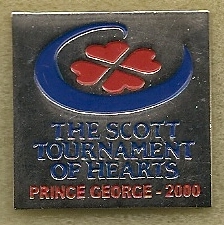 THE SCOTT
TOURNAMENT
OF HEARTS
PRINCE GEORGE - 2000